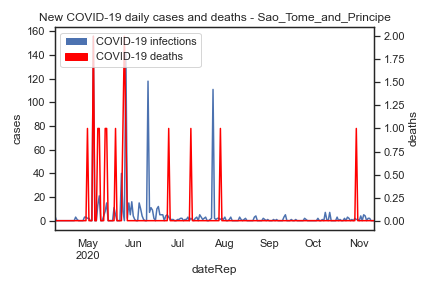 New COVID-19 daily cases and deaths - Sao_Tome_and_Principe
COVID-19 infections
COVID-19 deaths
160
140
120
100
80
60
40
20
0
cases
2.00
1.75
1.50
1.25
1.00
0.75
0.50
0.25
0.00
deaths
May Jun Jul Aug Sep Oct Nov
2020
dateRep